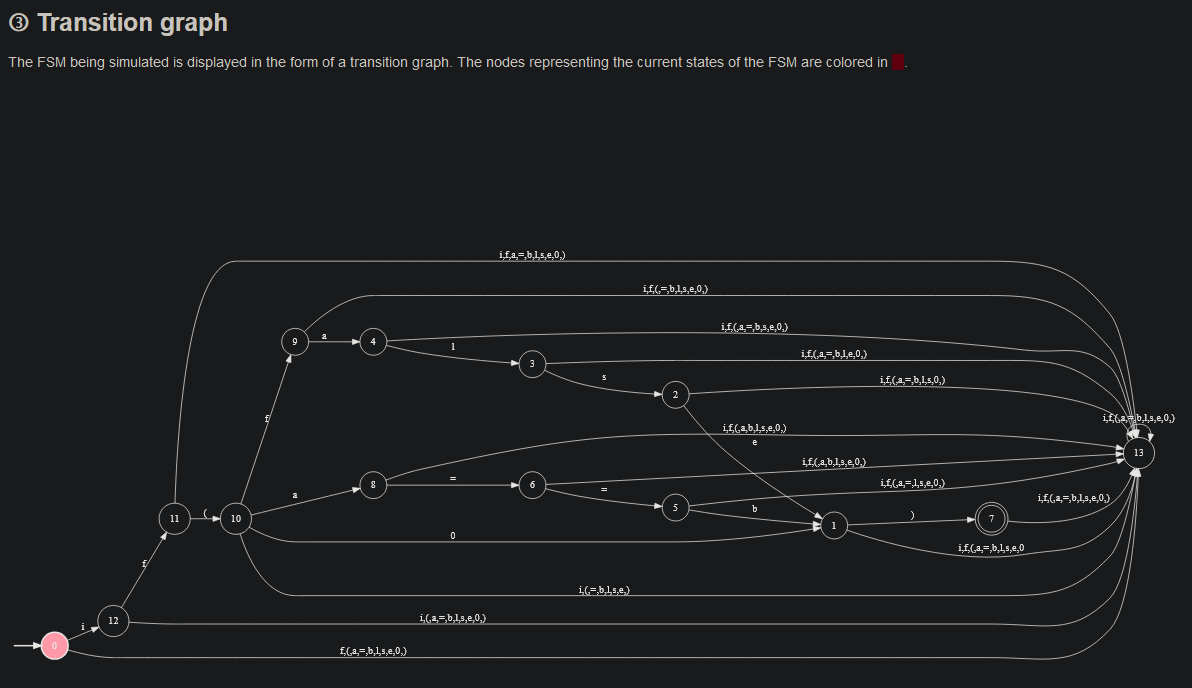 ③ Transition graph
The FSM being simulated is displayed in the form of a transition graph. The nodes representing the current states of the FSM are colored in .
i,f,a,=,b,l,s,e,0,)
i,f,(,=,b,l,s,e,0,)
i,f,(,a,=,b,s,e,0,)
9
a
4
l
i,f,(,a,=,b,l,e,0,)
3
s
i,f,(,a,=,b,l,s,0,)
2
f
i,f,(,a,=,b,l,s,e,0,)
i,f,(,a,b,l,s,e,0,)
e
13
i,f,(,a,b,l,s,e,0,)
8
=
6
=
i,f,(,a,=,l,s,e,0,)
a
i,f,(,a,=,b,l,s,e,0,)
5
b
11
(
10
1
)
7
0
i,f,(,a,=,b,l,s,e,0
f
i,(,=,b,l,s,e,)
12
i,(,a,=,b,l,s,e,0,)
i
0
f,(,a,=,b,l,s,e,0,)